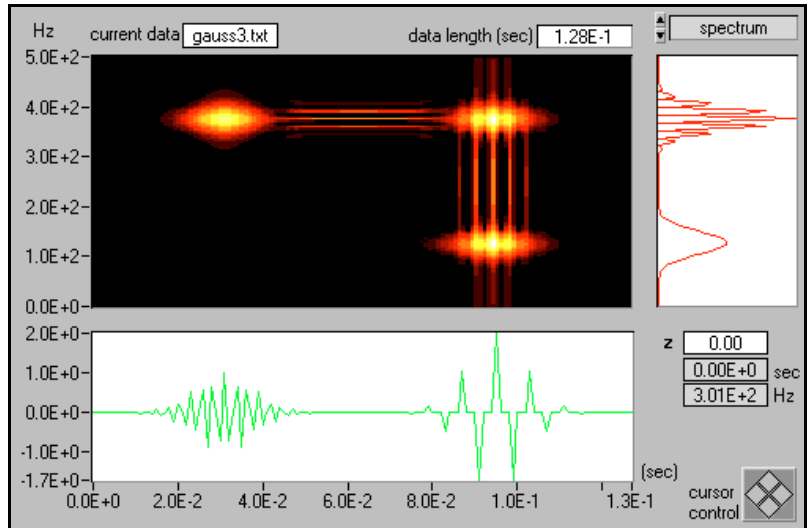 Hz
current data gauss3.txt
data length (sec) 1.28E-1
spectrum
5.0E+2-
4.0E+2-
3.0E+2-
2.0E+2-
1.0E+2-
0.0E+0-
2.0E+0-
1.0E+0-
0.0E+0-
-1.0E+0-
-1.7E+0-
0.0E+0 2.0E-2 4.0E-2 6.0E-2 8.0E-2 1.0E-1 1.3E-1
(sec)
z 0.00
0.00E+0 sec
3.01E+2 Hz
cursor
control